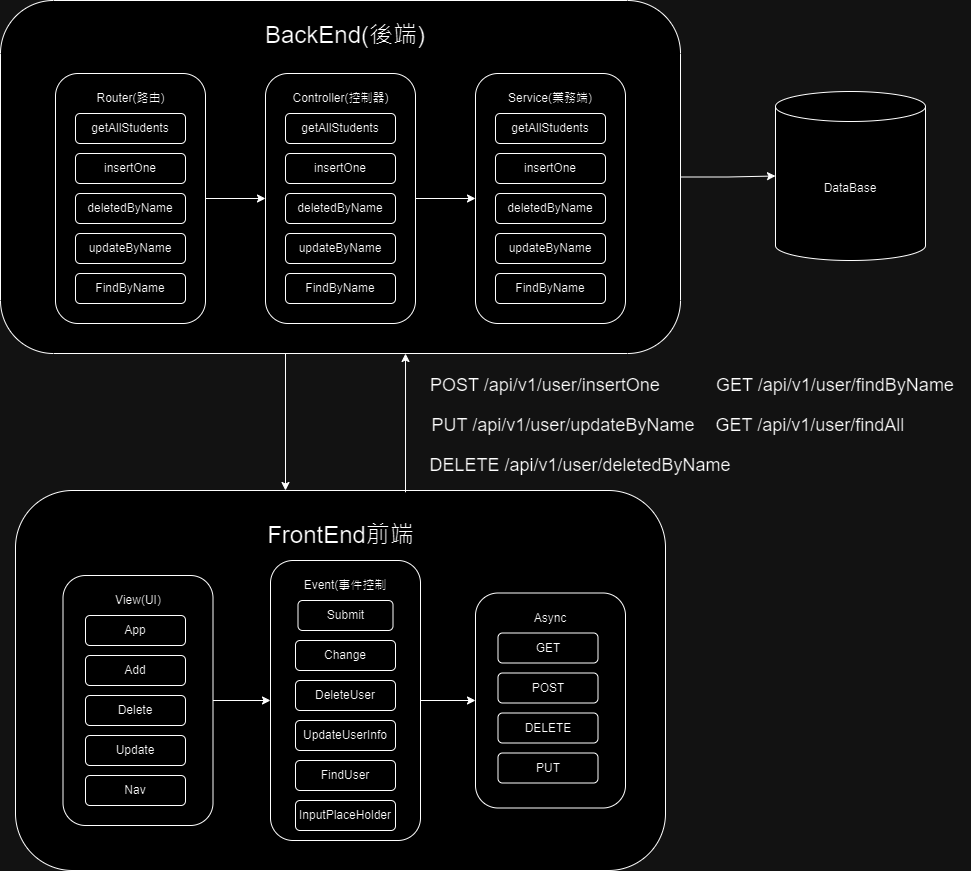 BackEnd(後端)
Router(路由)
getAllStudents
insertOne
deletedByName
updateByName
FindByName
Controller(控制器)
getAllStudents
insertOne
deletedByName
updateByName
FindByName
Service(業務端)
getAllStudents
insertOne
deletedByName
updateByName
FindByName
DataBase
POST /api/v1/user/insertOne
GET /api/v1/user/findByName
PUT /api/v1/user/updateByName
GET /api/v1/user/findAll
DELETE /api/v1/user/deletedByName
FrontEnd前端
View(UI)
App
Add
Delete
Update
Nav
Event(事件控制
Submit
Change
DeleteUser
UpdateUserInfo
FindUser
InputPlaceHolder
Async
GET
POST
DELETE
PUT